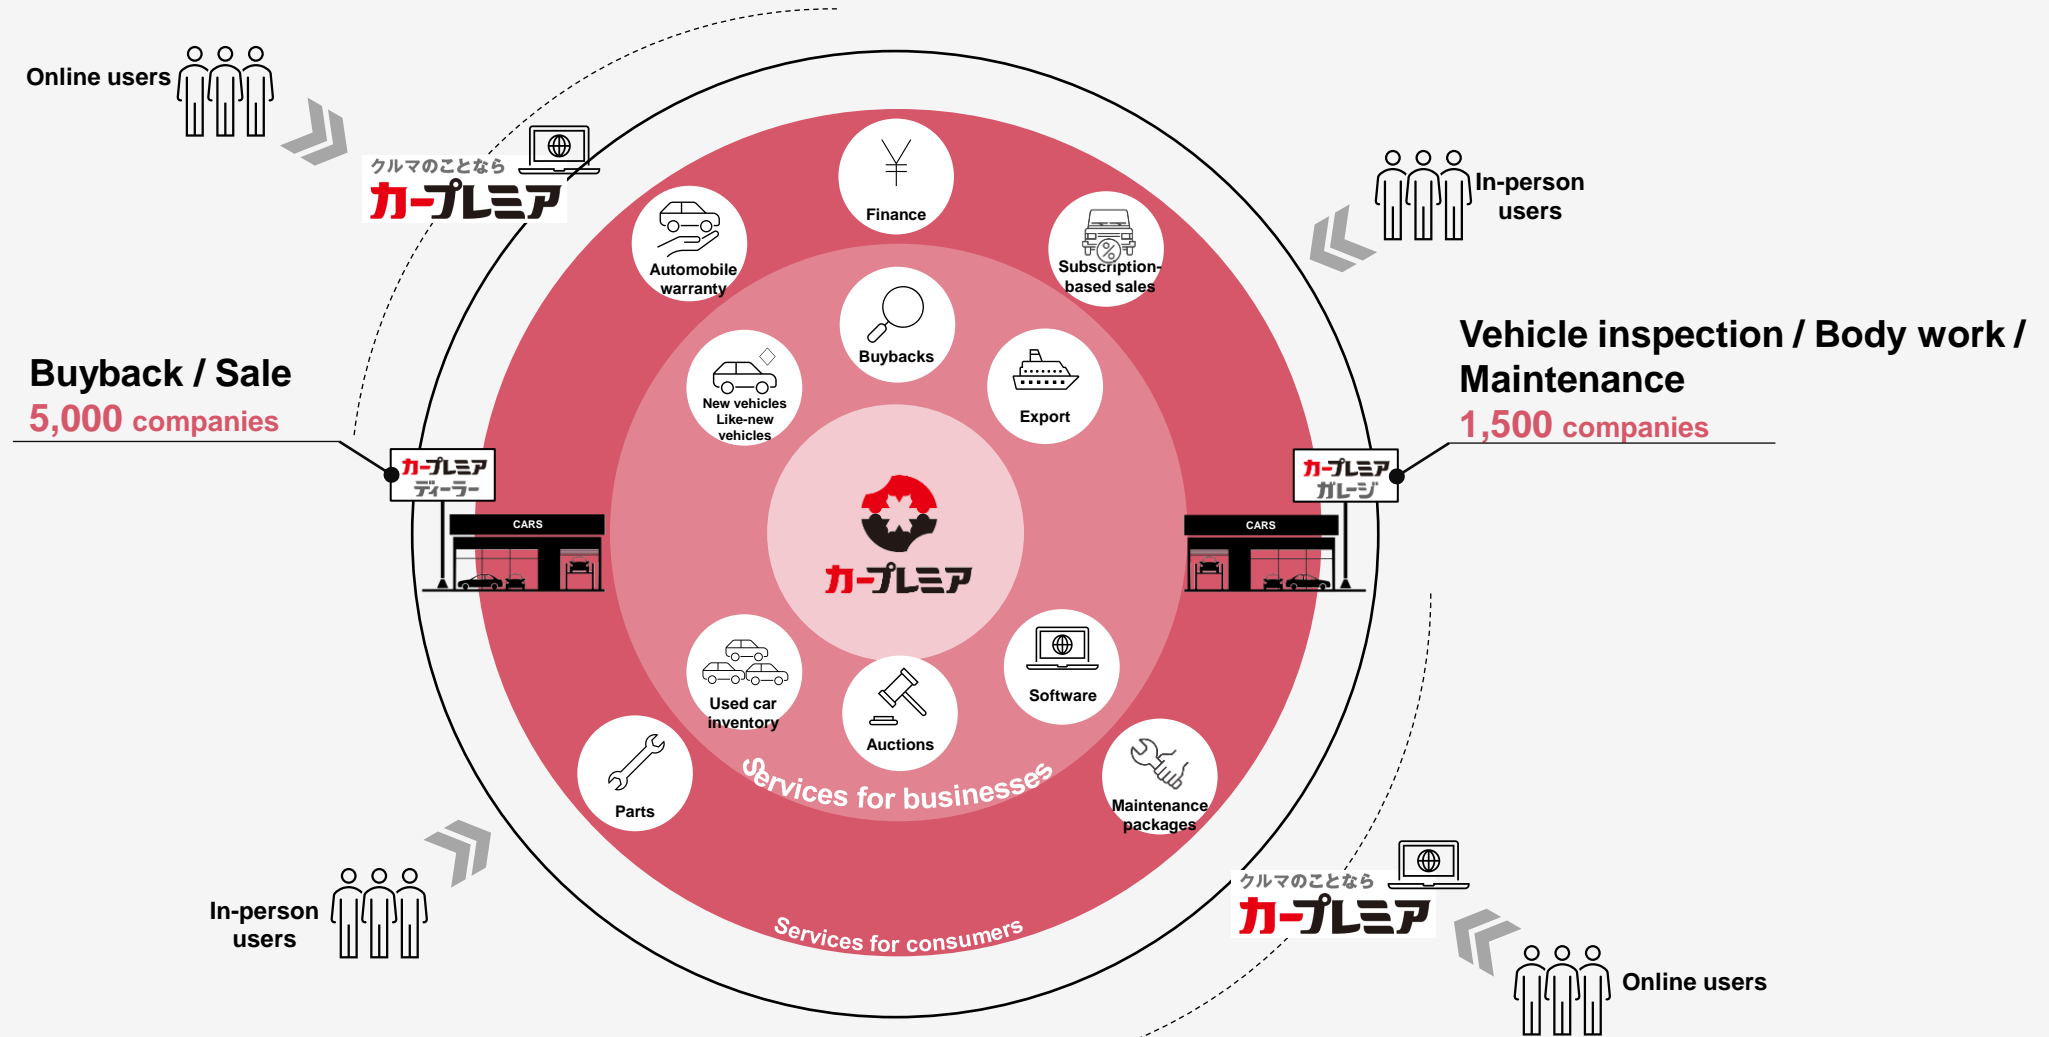 Online users
クルマのことなら
カープレミア
In-person
users
Finance
Automobile
warranty
Subscription-
based sales
Buybacks
New vehicles
Like-new
vehicles
Export
Buyback / Sale
5,000 companies
Vehicle inspection / Body work /
Maintenance
1,500 companies
カープレミア
ディーラー
CARS
カープレミア
ガレージ
CARS
カープレミア
Used car
inventory
Auctions
Software
Services for businesses
Parts
Maintenance
packages
Services for consumers
In-person
users
クルマのことなら
カープレミア
Online users